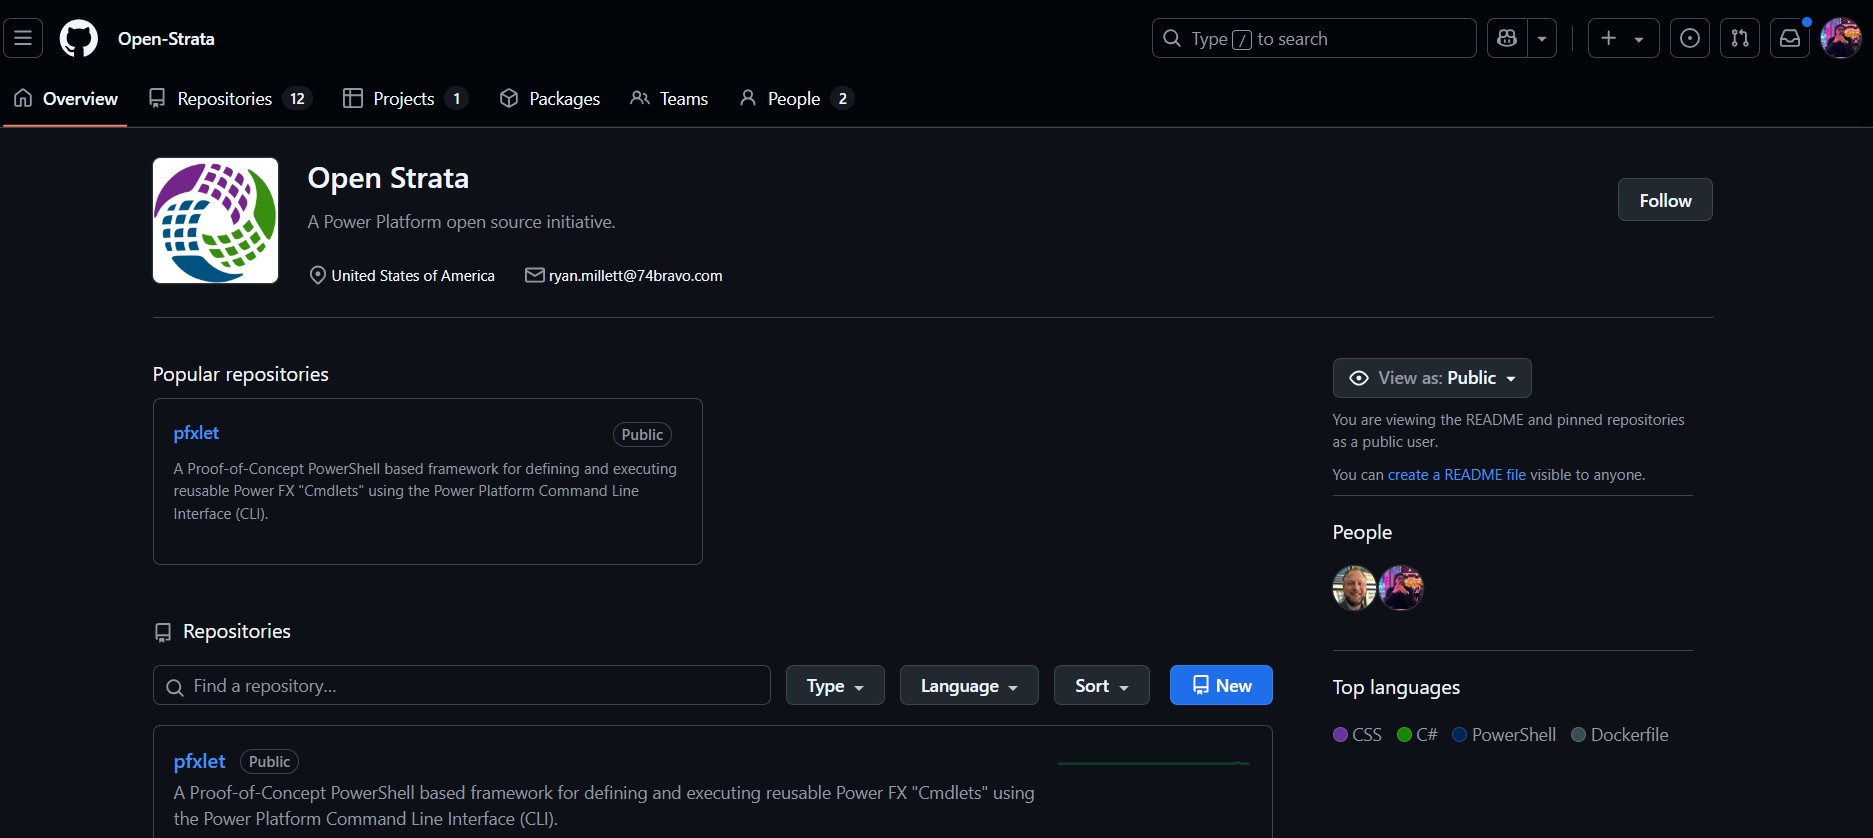 Open-Strata
Type / to search
Overview
Repositories 12
Projects 1
Packages
Teams
People 2
Open Strata
A Power Platform open source initiative.
United States of America
ryan.millett@74bravo.com
Follow
Popular repositories
pfxlet
Public
A Proof-of-Concept PowerShell based framework for defining and executing
reusable Power FX "Cmdlets" using the Power Platform Command Line
Interface (CLI).
View as: Public
You are viewing the README and pinned repositories
as a public user.
You can create a README file visible to anyone.
People
Repositories
Find a repository...
Type
Language
Sort
New
Top languages
CSS
C#
PowerShell
Dockerfile
pfxlet
Public
A Proof-of-Concept PowerShell based framework for defining and executing reusable Power FX "Cmdlets" using
the Power Platform Command Line Interface (CLI).